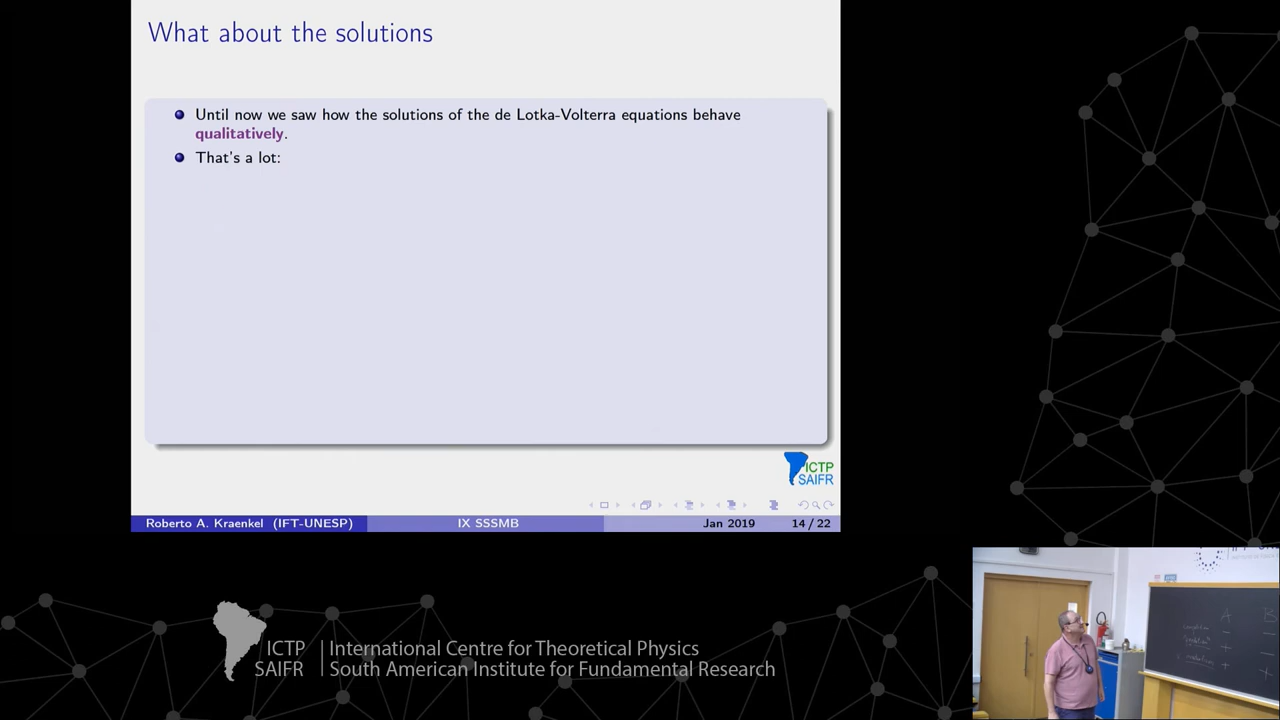 What about the solutions
Until now we saw how the solutions of the de Lotka-Volterra equations behave
qualitatively.
That's a lot:
ICTP
SAIFR
Roberto A. Kraenkel (IFT-UNESP) IX SSSMB Jan 2019 14 / 22
ICTP
SAIFR
International Centre for Theoretical Physics
South American Institute for Fundamental Research
A B